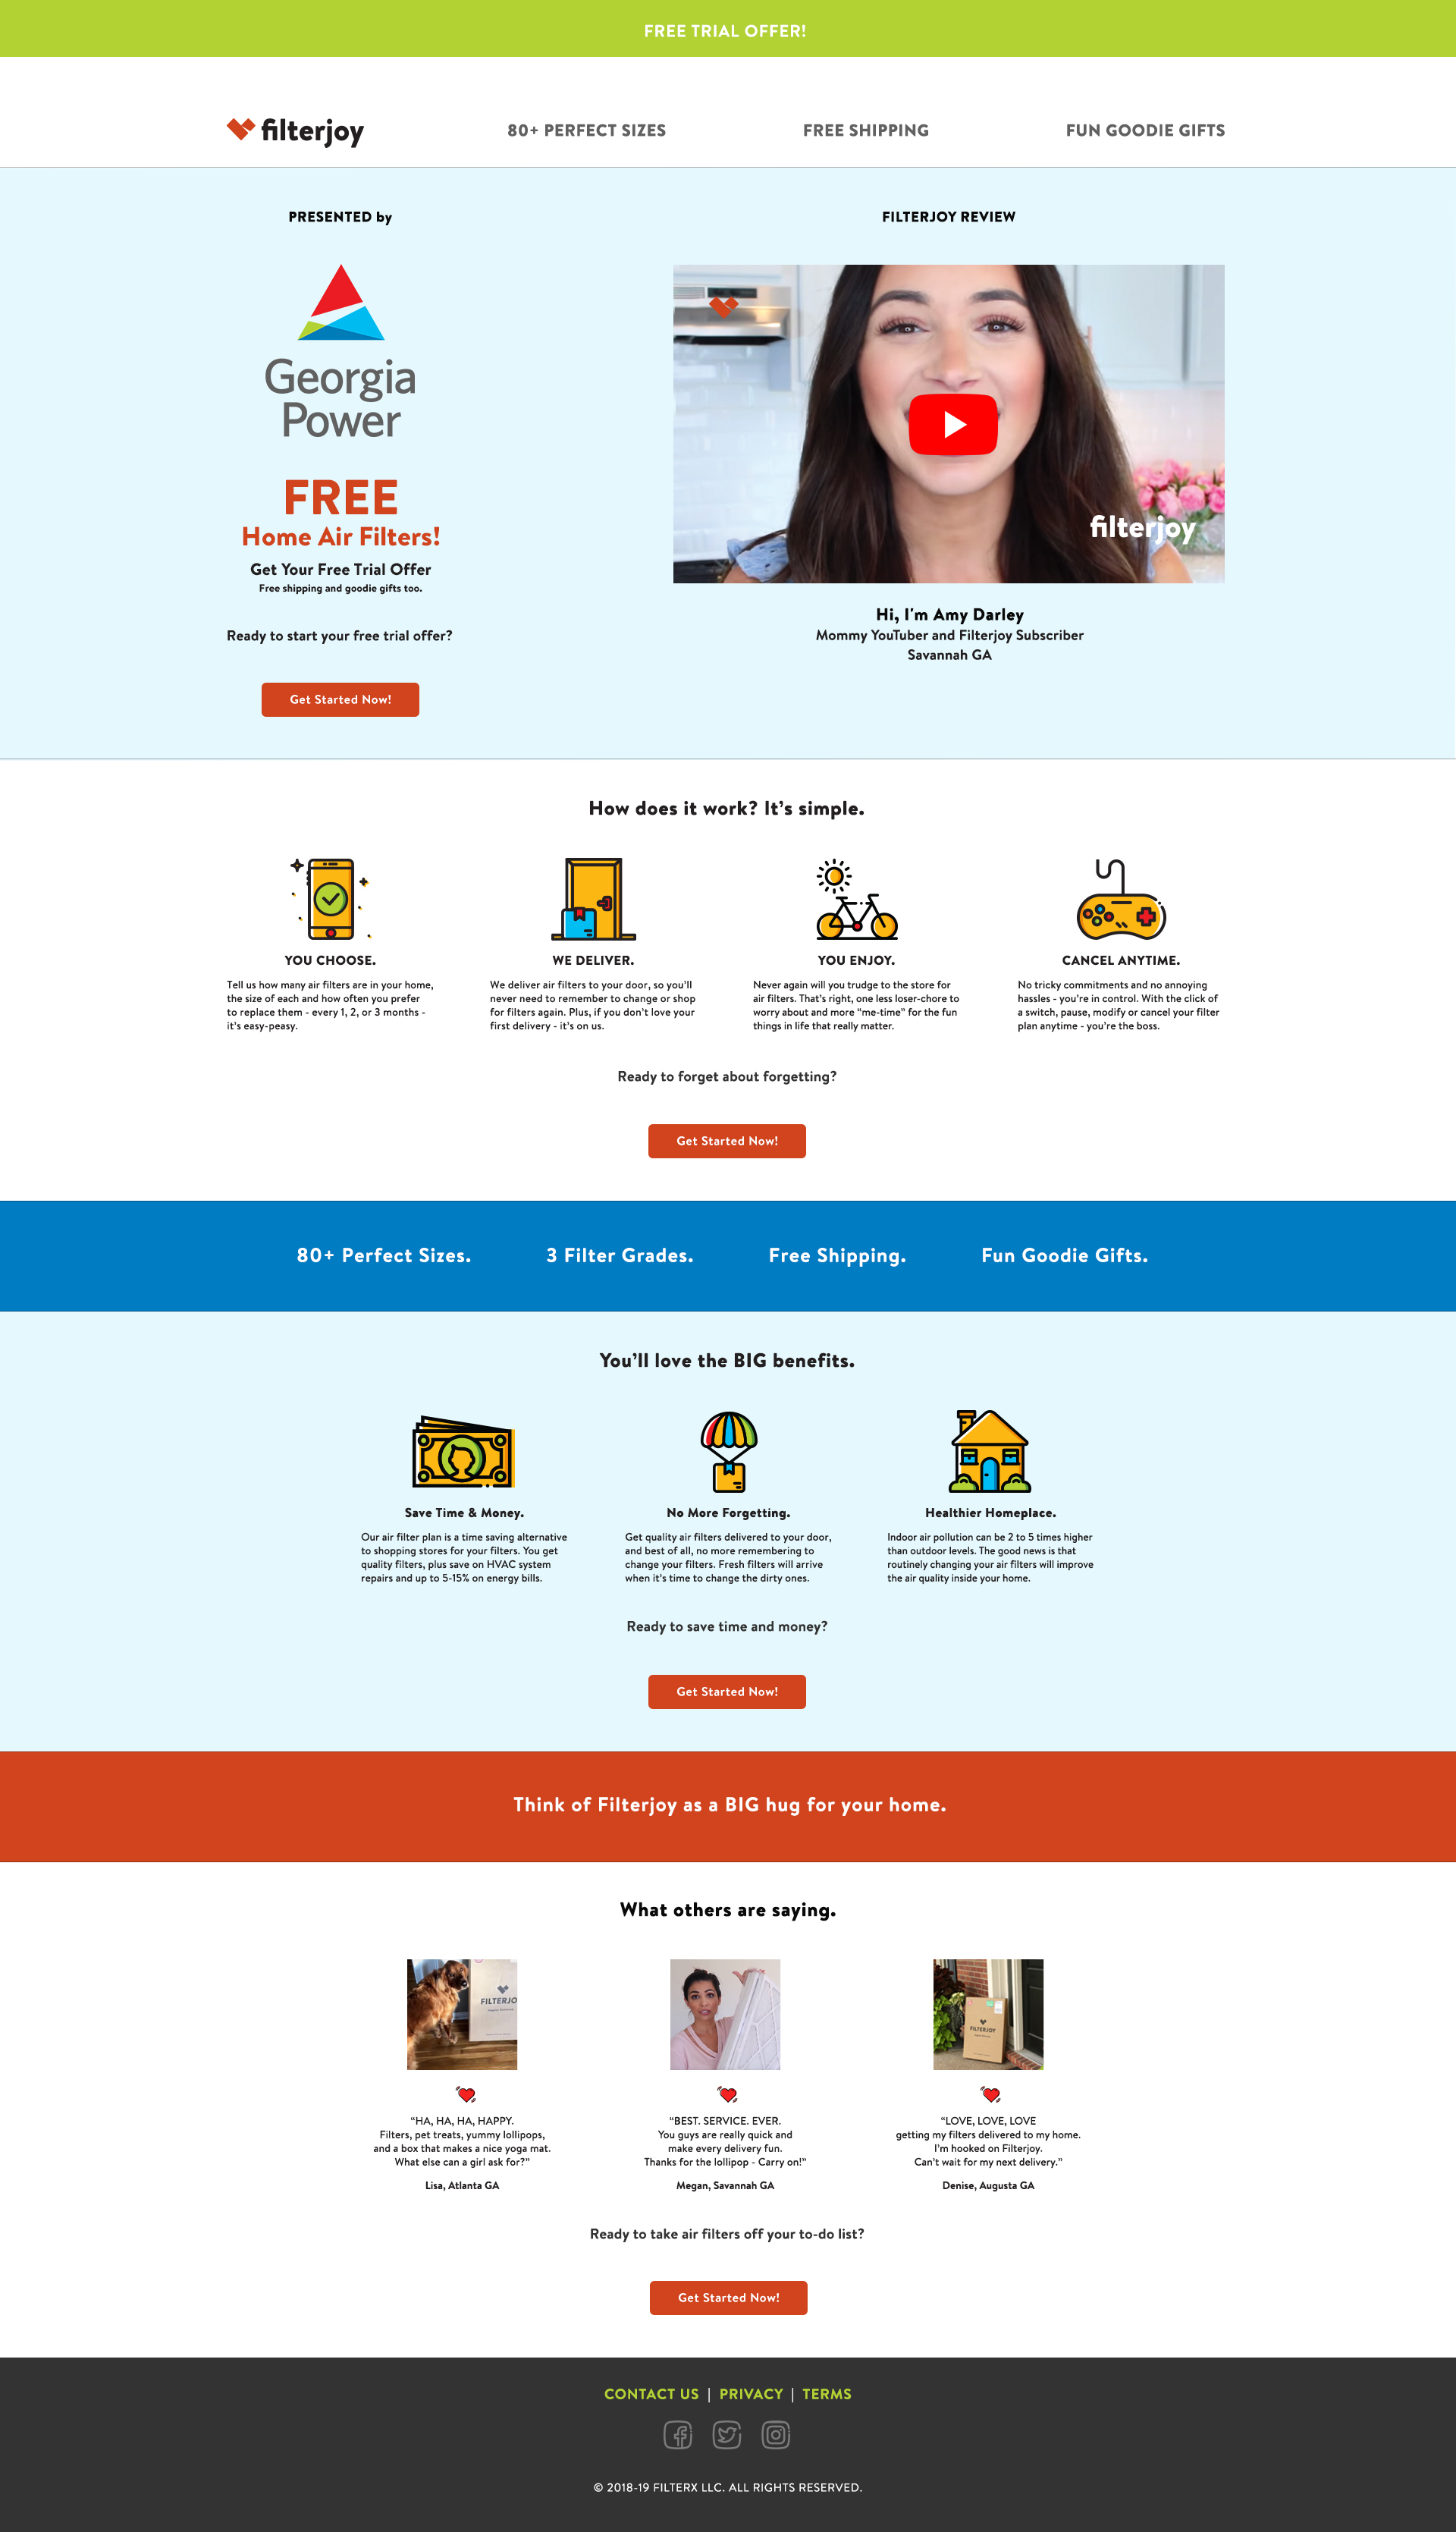 FREE TRIAL OFFER!
filterjoy
80+ PERFECT SIZES
FREE SHIPPING
FUN GOODIE GIFTS
PRESENTED by
Georgia
Power
FREE
Home Air Filters!
Get Your Free Trial Offer
Free shipping and goodie gifts too.
Ready to start your free trial offer?
Get Started Now!
FILTERJOY REVIEW
filterjoy
Hi, I'm Amy Darley
Mommy YouTuber and Filterjoy Subscriber
Savannah GA
How does it work? It's simple.
YOU CHOOSE.
Tell us how many air filters are in your home,
the size of each and how often you prefer
to replace them - every 1, 2, or 3 months -
it's easy-peasy.
WE DELIVER.
We deliver air filters to your door, so you'll
never need to remember to change or shop
for filters again. Plus, if you don't love your
first delivery - it's on us.
YOU ENJOY.
Never again will you trudge to the store for
air filters. That's right, one less loser-chore to
worry about and more “me-time” for the fun
things in life that really matter.
CANCEL ANYTIME.
No tricky commitments and no annoying
hassles - you're in control. With the click of
a switch, pause, modify or cancel your filter
plan anytime - you're the boss.
Ready to forget about forgetting?
Get Started Now!
80+ Perfect Sizes.
3 Filter Grades.
Free Shipping.
Fun Goodie Gifts.
You'll love the BIG benefits.
Save Time & Money.
Our air filter plan is a time saving alternative
to shopping stores for your filters. You get
quality filters, plus save on HVAC system
repairs and up to 5-15% on energy bills.
No More Forgetting.
Get quality air filters delivered to your door,
and best of all, no more remembering to
change your filters. Fresh filters will arrive
when it's time to change the dirty ones.
Healthier Homeplace.
Indoor air pollution can be 2 to 5 times higher
than outdoor levels. The good news is that
routinely changing your air filters will improve
the air quality inside your home.
Ready to save time and money?
Get Started Now!
Think of Filterjoy as a BIG hug for your home.
What others are saying.
FILTERJO
“HA, HA, HA, HAPPY.
Filters, pet treats, yummy lollipops,
and a box that makes a nice yoga mat.
What else can a girl ask for?”
Lisa, Atlanta GA
“BEST. SERVICE. EVER.
You guys are really quick and
make every delivery fun.
Thanks for the lollipop - Carry on!”
Megan, Savannah GA
FILTERJOY
“LOVE, LOVE, LOVE
getting my filters delivered to my home.
I'm hooked on Filterjoy.
Can't wait for my next delivery.”
Denise, Augusta GA
Ready to take air filters off your to-do list?
Get Started Now!
CONTACT US | PRIVACY | TERMS
© 2018-19 FILTERX LLC. ALL RIGHTS RESERVED.